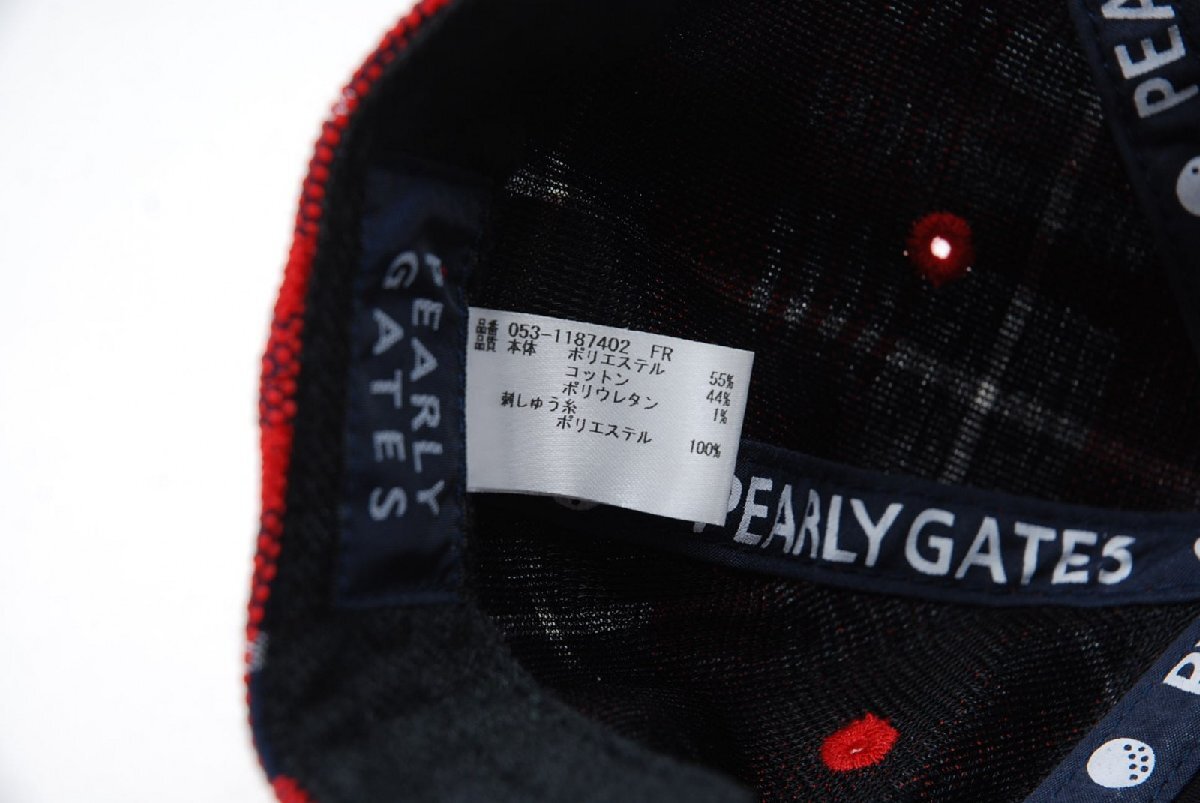 PEARLY
GATES
品番 053-1187402 FR
品質 本体 ポリエステル 55%
コットン 44%
ポリウレタン 1%
刺しゅう糸
ポリエステル 100%
PEARLY GATES
PEA